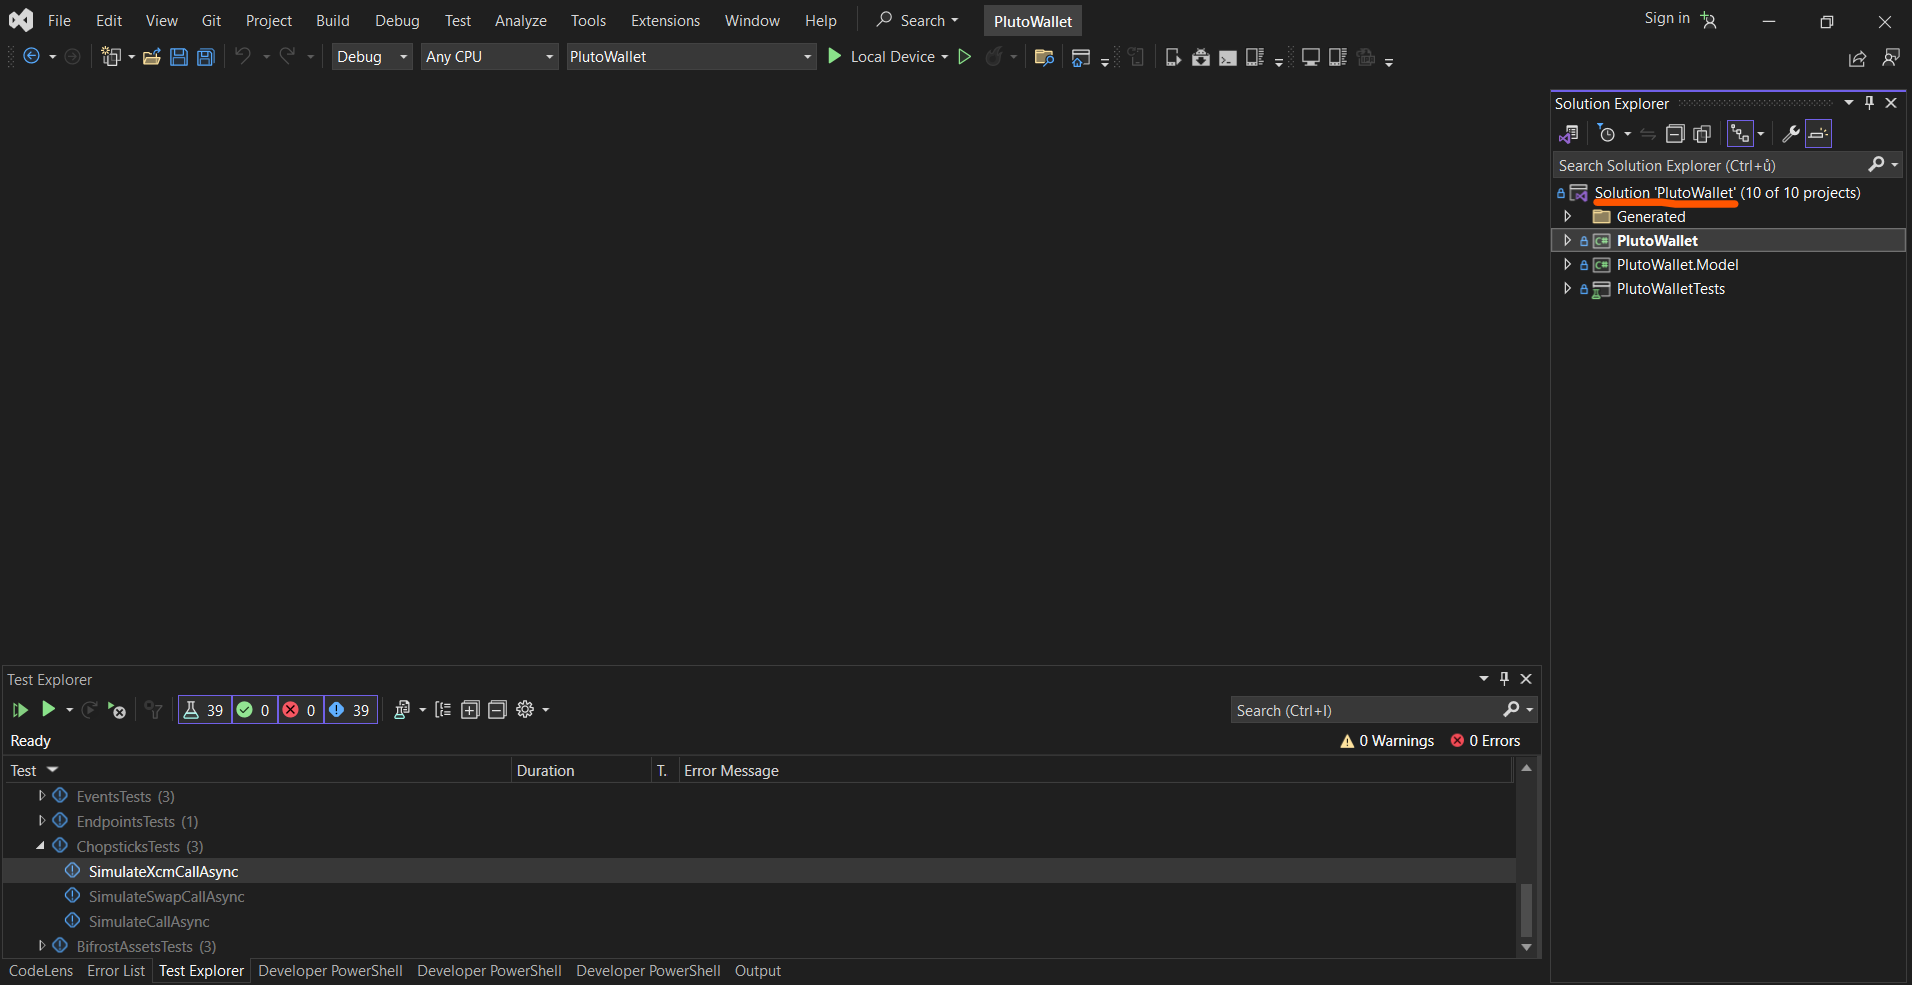 File Edit View Git Project Build Debug Test Analyze Tools Extensions Window Help Search PlutoWallet Sign in
Debug Any CPU PlutoWallet Local Device
Solution Explorer
Search Solution Explorer (Ctrl+ů)
Solution 'PlutoWallet' (10 of 10 projects)
Generated
C# PlutoWallet
C# PlutoWallet.Model
PlutoWalletTests
Test Explorer
39 0 0 39 Search (Ctrl+I)
Ready 0 Warnings 0 Errors
Test Duration T. Error Message
EventsTests (3)
EndpointsTests (1)
ChopsticksTests (3)
SimulateXcmCallAsync
SimulateSwapCallAsync
SimulateCallAsync
BifrostAssetsTests (3)
CodeLens Error List Test Explorer Developer PowerShell Developer PowerShell Developer PowerShell Output